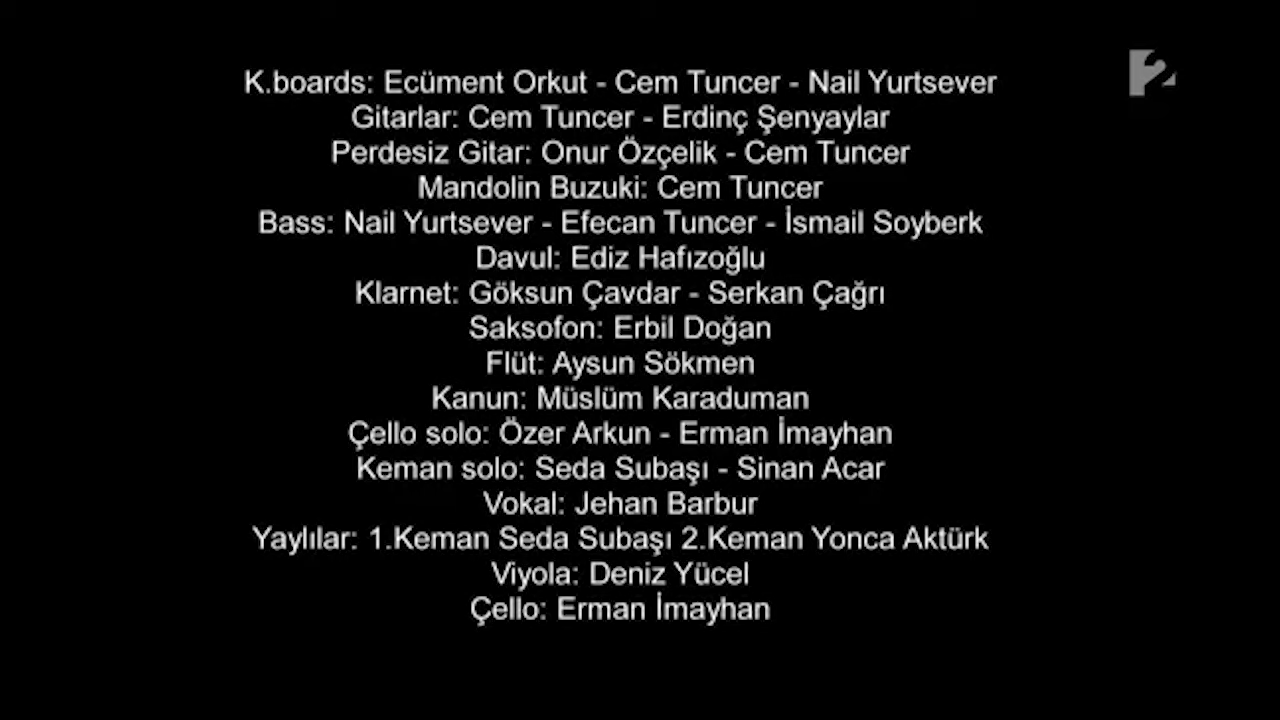 K.boards: Ecüment Orkut - Cem Tuncer - Nail Yurtsever
Gitarlar: Cem Tuncer - Erdinç Şenyaylar
Perdesiz Gitar: Onur Özçelik - Cem Tuncer
Mandolin Buzuki: Cem Tuncer
Bass: Nail Yurtsever - Efecan Tuncer - İsmail Soyberk
Davul: Ediz Hafızoğlu
Klarnet: Göksun Çavdar - Serkan Çağrı
Saksofon: Erbil Doğan
Flüt: Aysun Sökmen
Kanun: Müslüm Karaduman
Çello solo: Özer Arkun - Erman İmayhan
Keman solo: Seda Subaşı - Sinan Acar
Vokal: Jehan Barbur
Yaylılar: 1.Keman Seda Subaşı 2.Keman Yonca Aktürk
Viyola: Deniz Yücel
Çello: Erman İmayhan
2